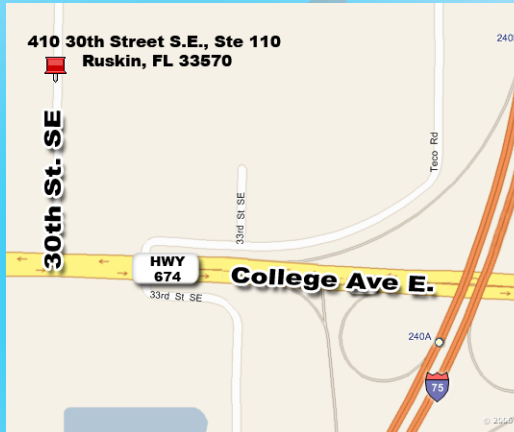 410 30th Street S.E., Ste 110
Ruskin, FL 33570
30th St. SE
33rd St SE
Teco Rd
HWY
674
College Ave E.
33rd St SE
240A
75